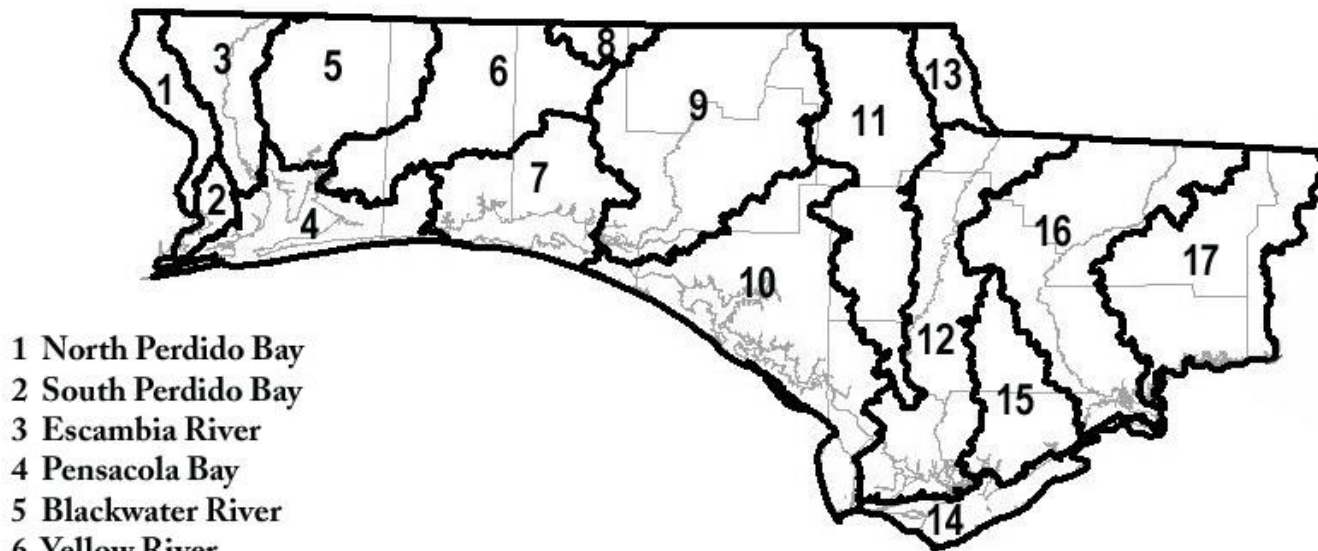 1
2
3
4
5
6
7
8
9
10
11
12
13
14
15
16
17
1 North Perdido Bay
2 South Perdido Bay
3 Escambia River
4 Pensacola Bay
5 Blackwater River
6 Yellow River